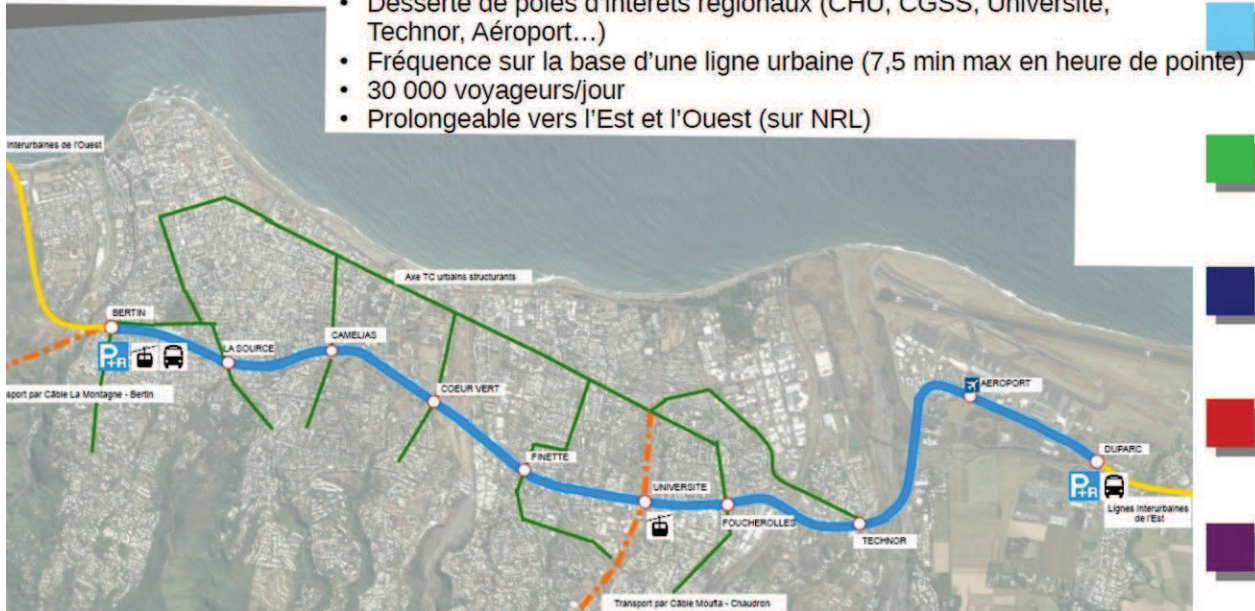 • Desserte de pôles d'intérêts régionaux (CHU, CGSS, Université,
Technor, Aéroport...)
• Fréquence sur la base d'une ligne urbaine (7,5 min max en heure de pointe)
• 30 000 voyageurs/jour
• Prolongeable vers l'Est et l'Ouest (sur NRL)
interurbaines de l'Ouest
Axe TC urbains structurants
BERTIN
P+R
LA SOURCE
CAMELIAS
sport par Câble La Montagne - Bertin
COEUR VERT
AEROPORT
FINETTE
DUPARC
P+R
UNIVERSITE
Lignes interurbaines
de l'Est
FOUCHEROLLES
TECHNOR
Transport par Câble Moufia - Chaudron